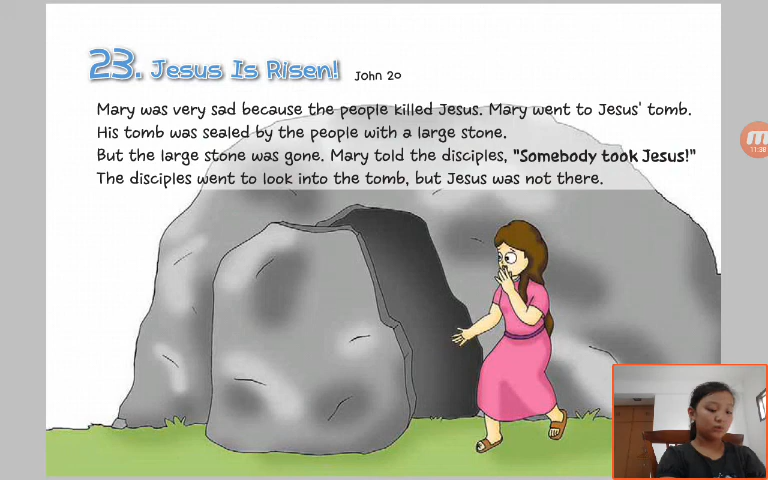 23. Jesus Is Risen! John 20
Mary was very sad because the people killed Jesus. Mary went to Jesus' tomb.
His tomb was sealed by the people with a large stone.
But the large stone was gone. Mary told the disciples, "Somebody took Jesus!"
The disciples went to look into the tomb, but Jesus was not there.
M
11:38